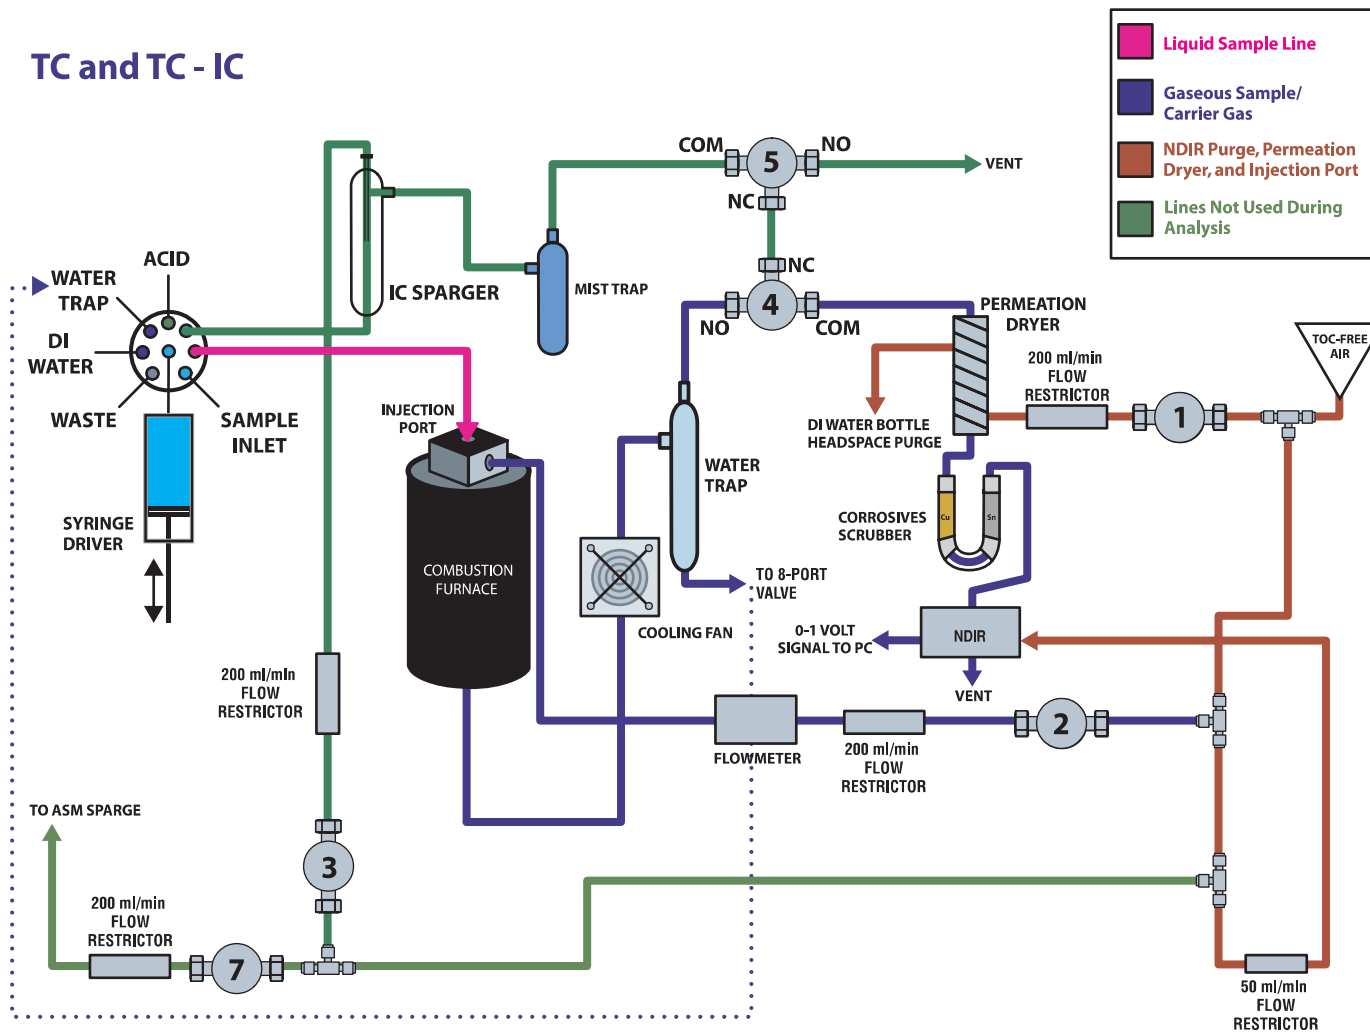 TC and TC - IC
Liquid Sample Line
Gaseous Sample/
Carrier Gas
NDIR Purge, Permeation
Dryer, and Injection Port
Lines Not Used During
Analysis
COM
5
NO
VENT
NC
NC
4
NO
COM
ACID
WATER
TRAP
DI
WATER
WASTE
SAMPLE
INLET
SYRINGE
DRIVER
IC SPARGER
MIST TRAP
PERMEATION
DRYER
TOC-FREE
AIR
200 ml/min
FLOW
RESTRICTOR
1
INJECTION
PORT
DI WATER BOTTLE
HEADSPACE PURGE
WATER
TRAP
Cu
Sn
CORROSIVES
SCRUBBER
COMBUSTION
FURNACE
TO 8-PORT
VALVE
COOLING FAN
0-1 VOLT
SIGNAL TO PC
NDIR
VENT
200 ml/mln
FLOW
RESTRICTOR
FLOWMETER
200 ml/min
FLOW
RESTRICTOR
2
TO ASM SPARGE
3
200 ml/min
FLOW
RESTRICTOR
7
50 ml/mln
FLOW
RESTRICTOR